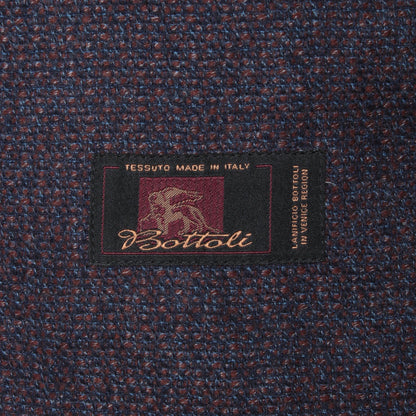 TESSUTO MADE IN ITALY
Bottoli
LANIFICIO BOTTOLI
IN VENICE REGION